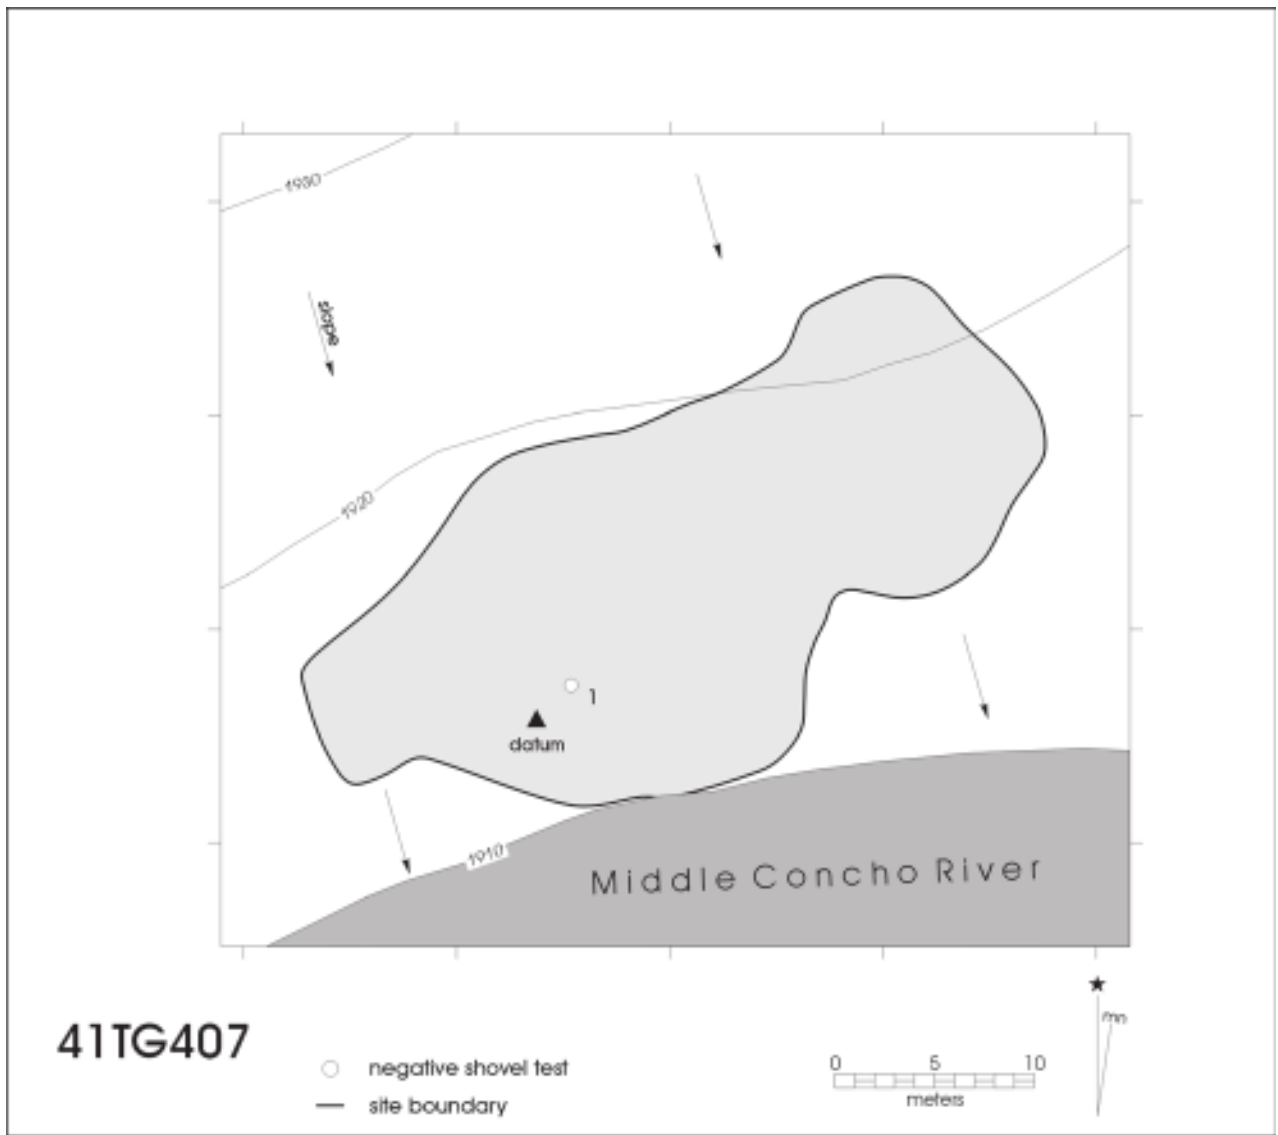 1930
slope
1920
1
datum
1910
Middle Concho River
mn
41TG407
negative shovel test
site boundary
0 5 10
meters